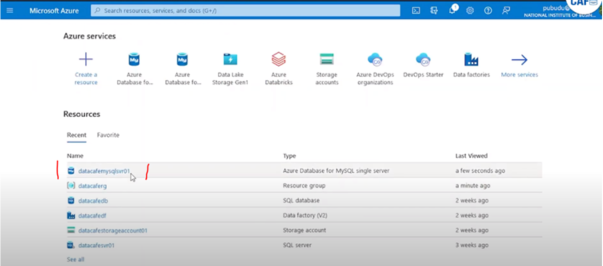 Microsoft Azure
Search resources, services, and docs (G+/)
CAF
NATIONAL INSTITUTE OF
Azure services
Create a resource
Azure Database fo...
Azure Database fo...
Data Lake Storage Gen1
Azure Databricks
Storage accounts
Azure DevOps organizations
DevOps Starter
Data factories
More services
Resources
Recent Favorite
Name Type Last Viewed
datacafemysqlsvr01 Azure Database for MySQL single server a few seconds ago
datacaferg Resource group a minute ago
datacafedb SQL database 2 weeks ago
datacafedf Data factory (V2) 2 weeks ago
datacafestorageaccount01 Storage account 2 weeks ago
datacafesvr01 SQL server 3 weeks ago
See all